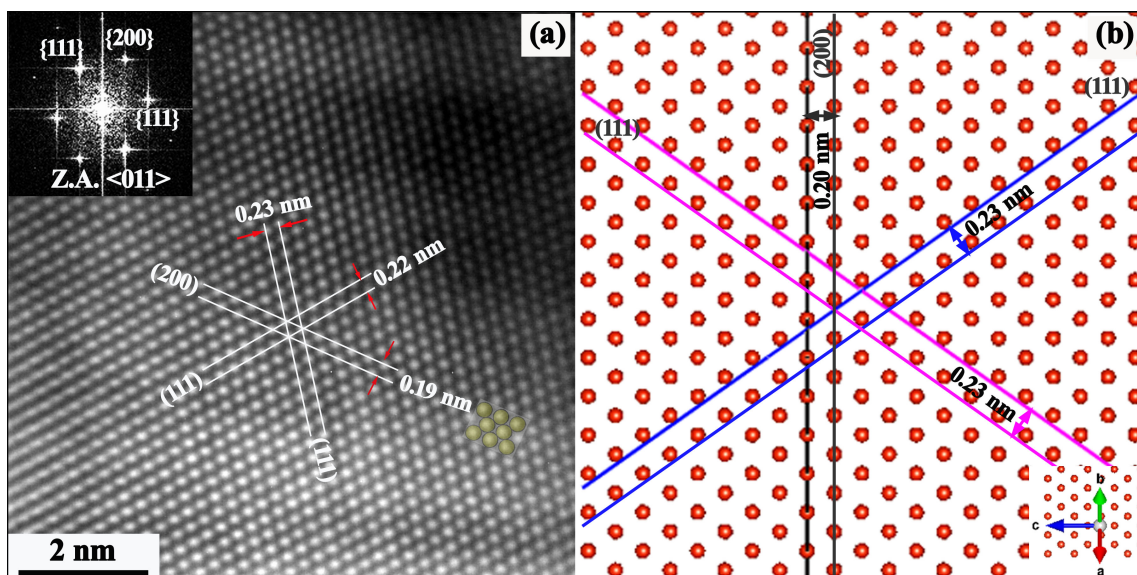 {111}
{200}
{111}
Z.A. <011>
(a)
0.23 nm
0.22 nm
(200)
(111)
0.19 nm
(111)
2 nm
(b)
(200)
(111)
(111)
0.20 nm
0.23 nm
0.23 nm
b
c
a